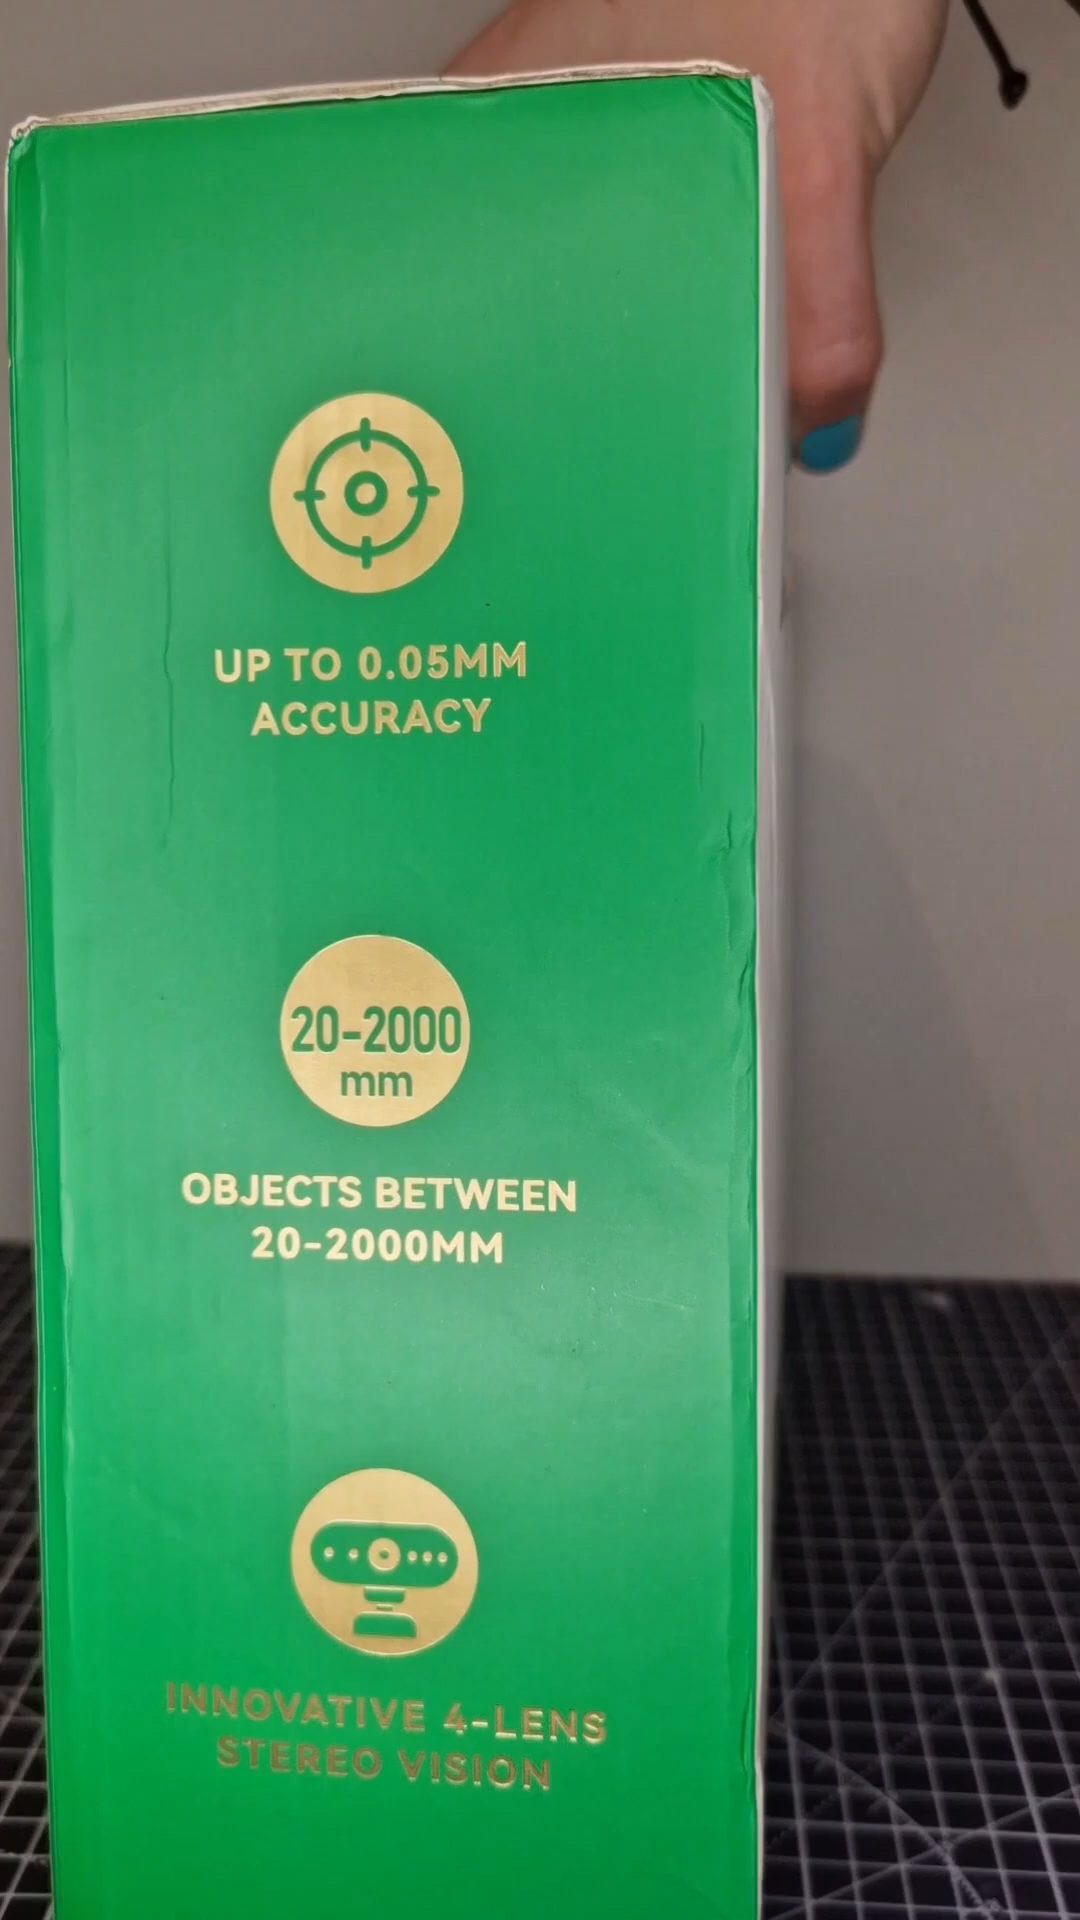 UP TO 0.05MM
ACCURACY
20-2000
mm
OBJECTS BETWEEN
20-2000MM
INNOVATIVE 4-LENS
STEREO VISION